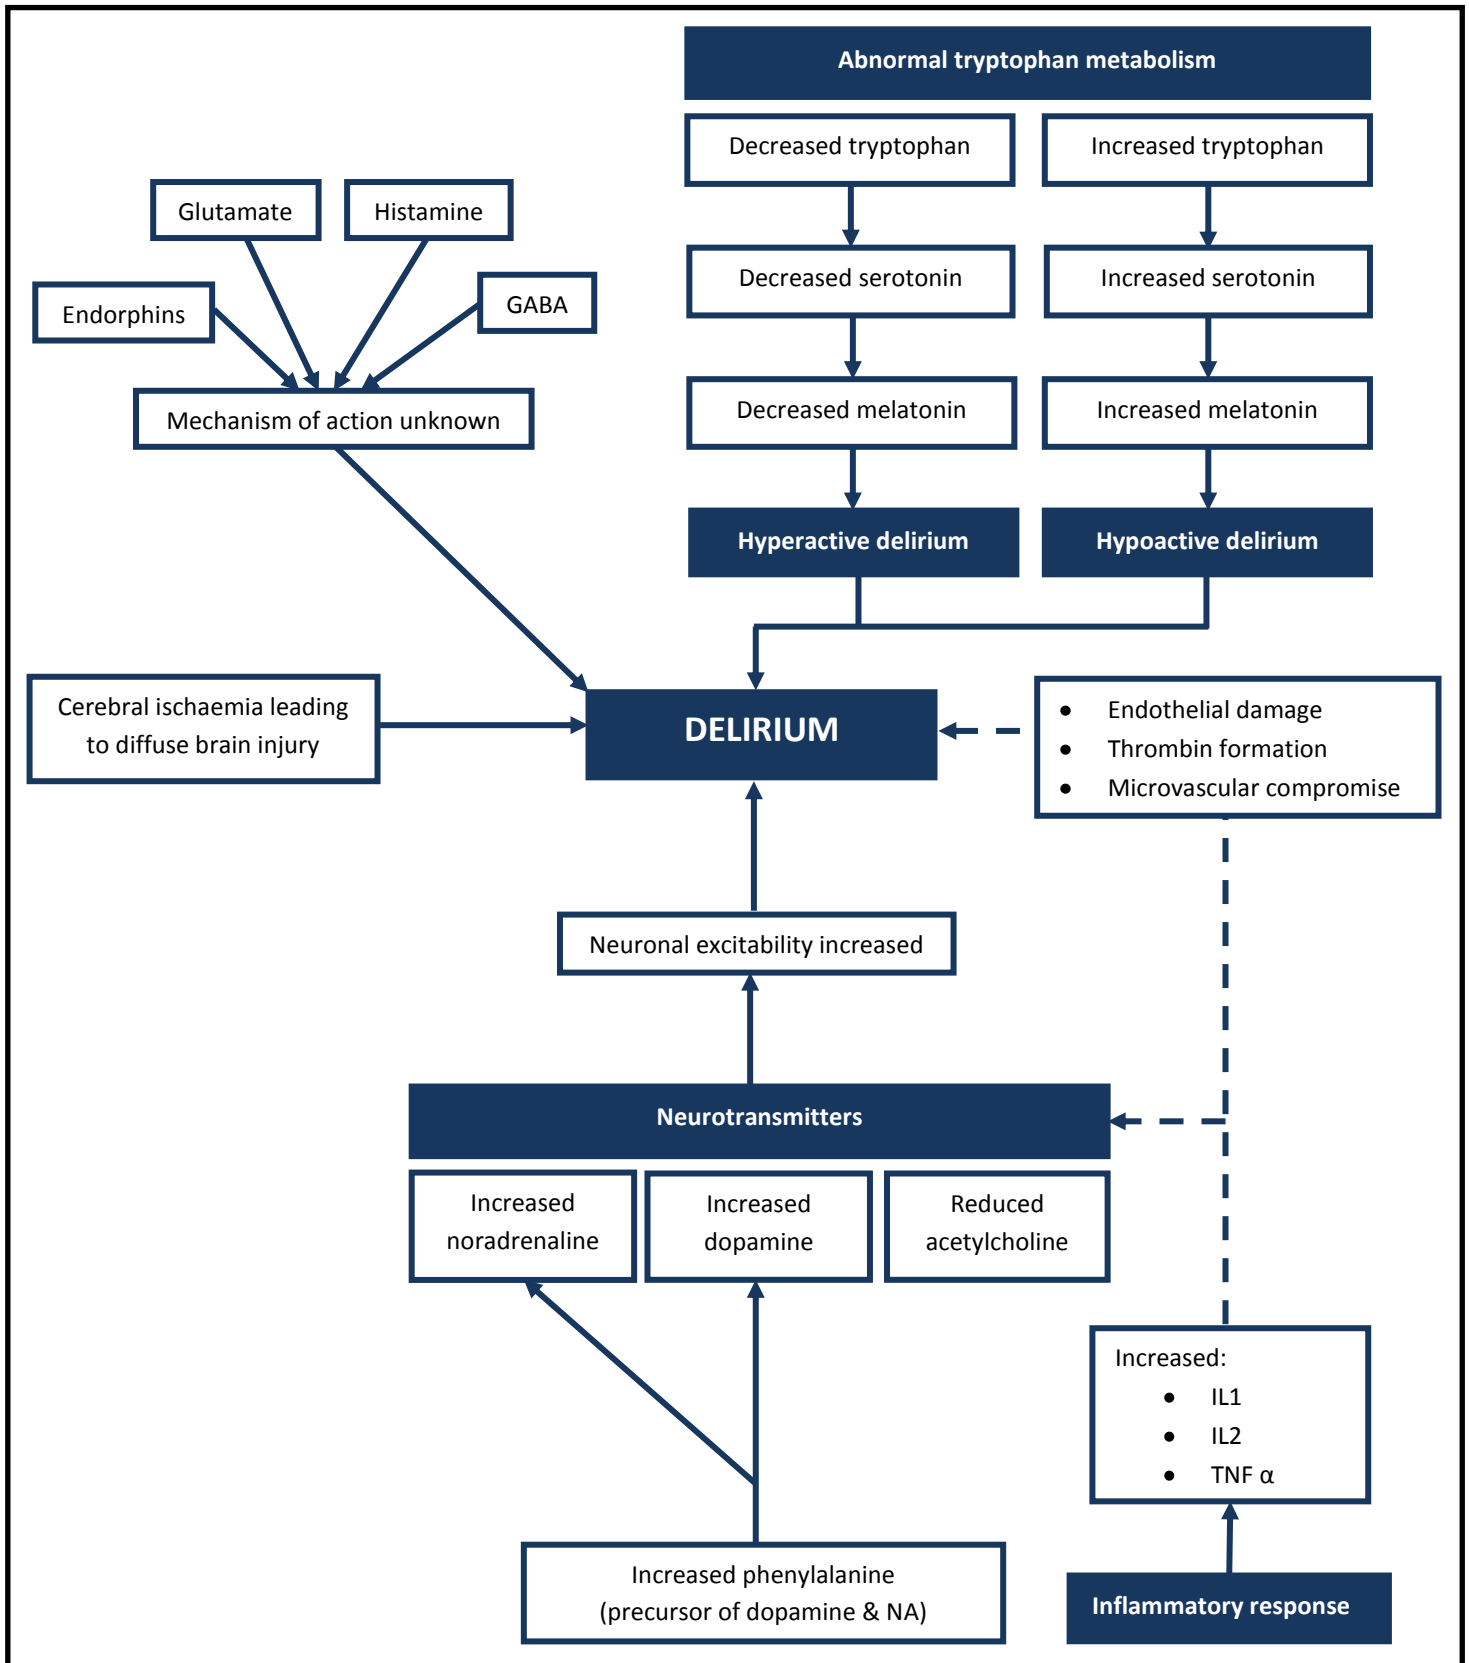 Abnormal tryptophan metabolism
Decreased tryptophan
Increased tryptophan
Glutamate
Histamine
Decreased serotonin
Increased serotonin
Endorphins
GABA
Mechanism of action unknown
Decreased melatonin
Increased melatonin
Hyperactive delirium
Hypoactive delirium
Cerebral ischaemia leading
to diffuse brain injury
DELIRIUM
• Endothelial damage
• Thrombin formation
• Microvascular compromise
Neuronal excitability increased
Neurotransmitters
Increased
noradrenaline
Increased
dopamine
Reduced
acetylcholine
Increased:
• IL1
• IL2
• TNF α
Increased phenylalanine
(precursor of dopamine & NA)
Inflammatory response